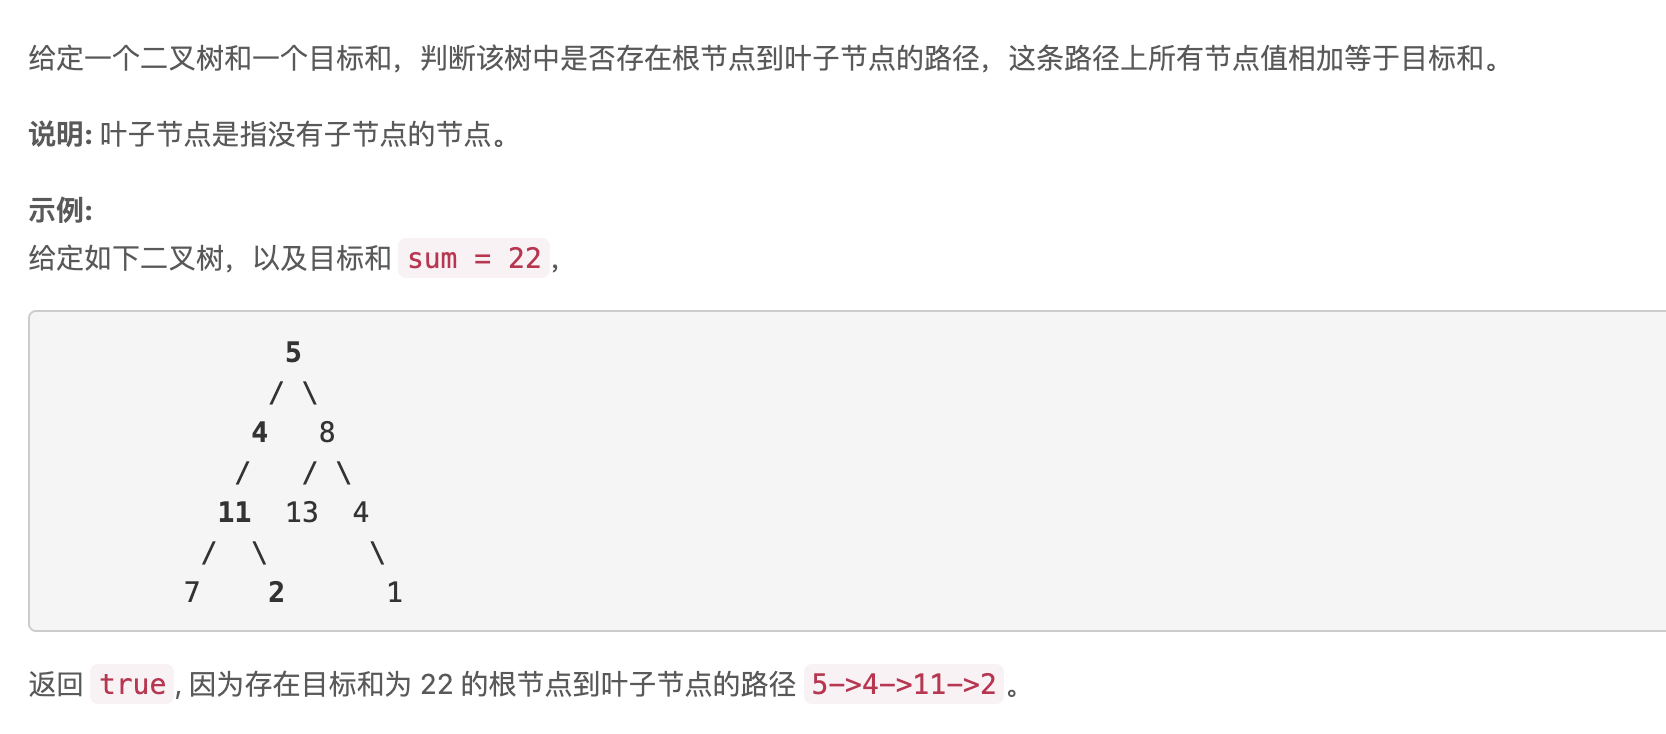 给定一个二叉树和一个目标和，判断该树中是否存在根节点到叶子节点的路径，这条路径上所有节点值相加等于目标和。
说明: 叶子节点是指没有子节点的节点。
示例:
给定如下二叉树，以及目标和 sum = 22，
5
/ \
4 8
/ / \
11 13 4
/ \ \
7 2 1
返回 true, 因为存在目标和为 22 的根节点到叶子节点的路径 5->4->11->2。